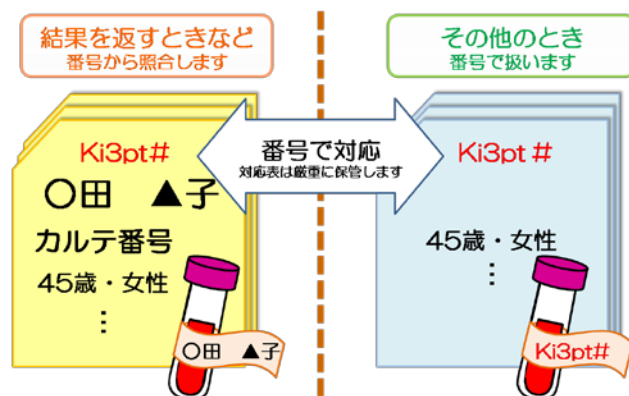 結果を返すときなど
番号から照合します
その他のとき
番号で扱います
Ki3pt#
〇田　▲子
カルテ番号
45歳・女性
⋮
〇田　▲子
番号で対応
対応表は厳重に保管します
Ki3pt#
45歳・女性
⋮
Ki3pt#